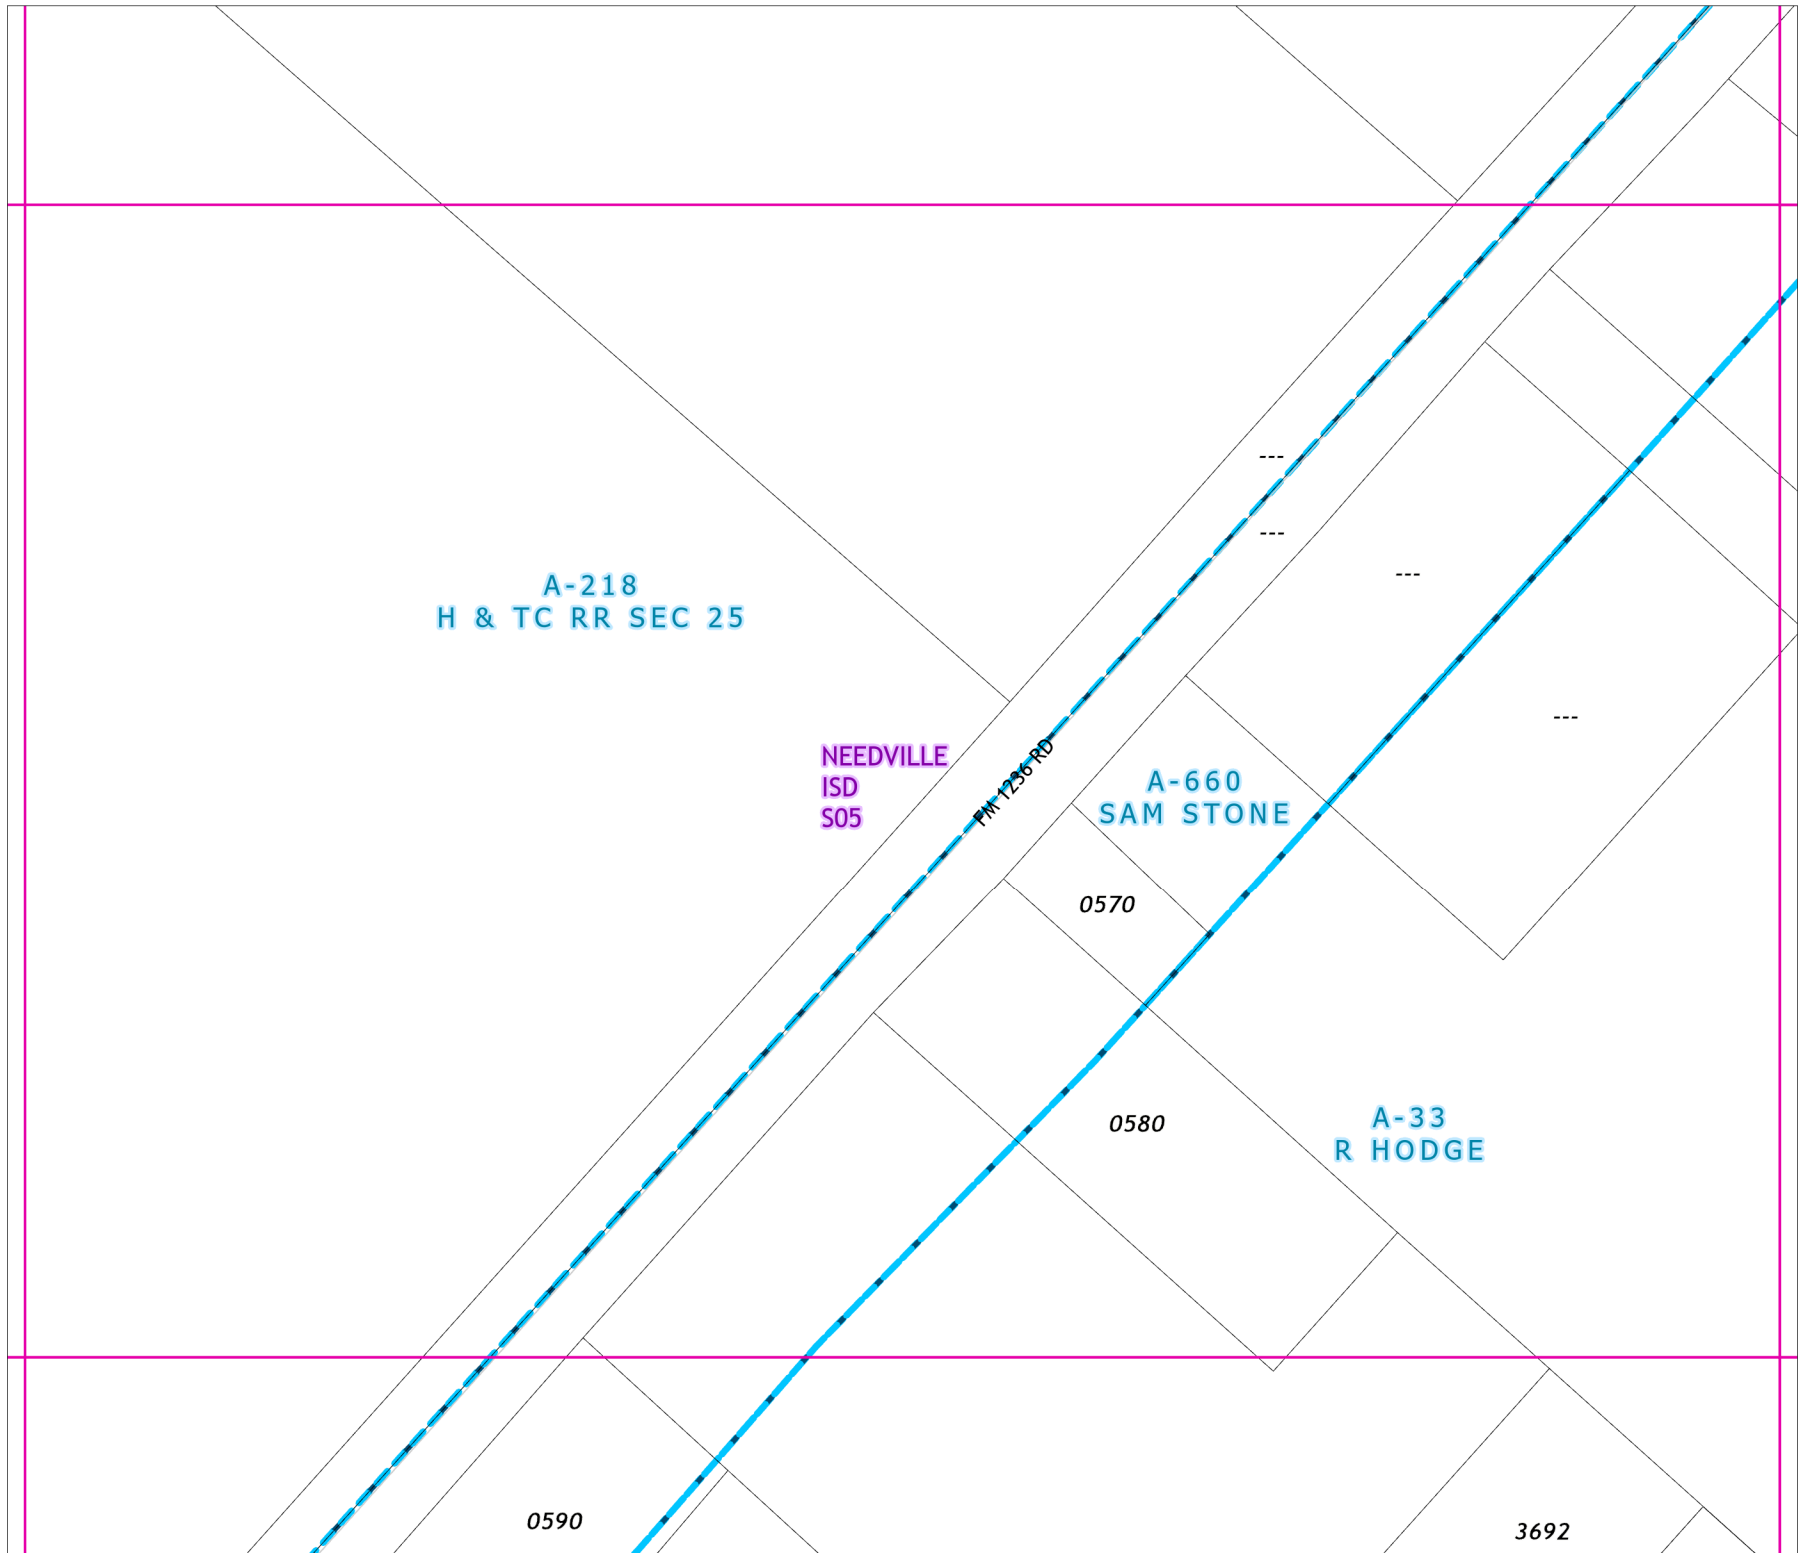 ---
---
---
A-218
H & TC RR SEC 25
---
NEEDVILLE
ISD
S05
FM 1236 RD
A-660
SAM STONE
0570
0580
A-33
R HODGE
0590
3692